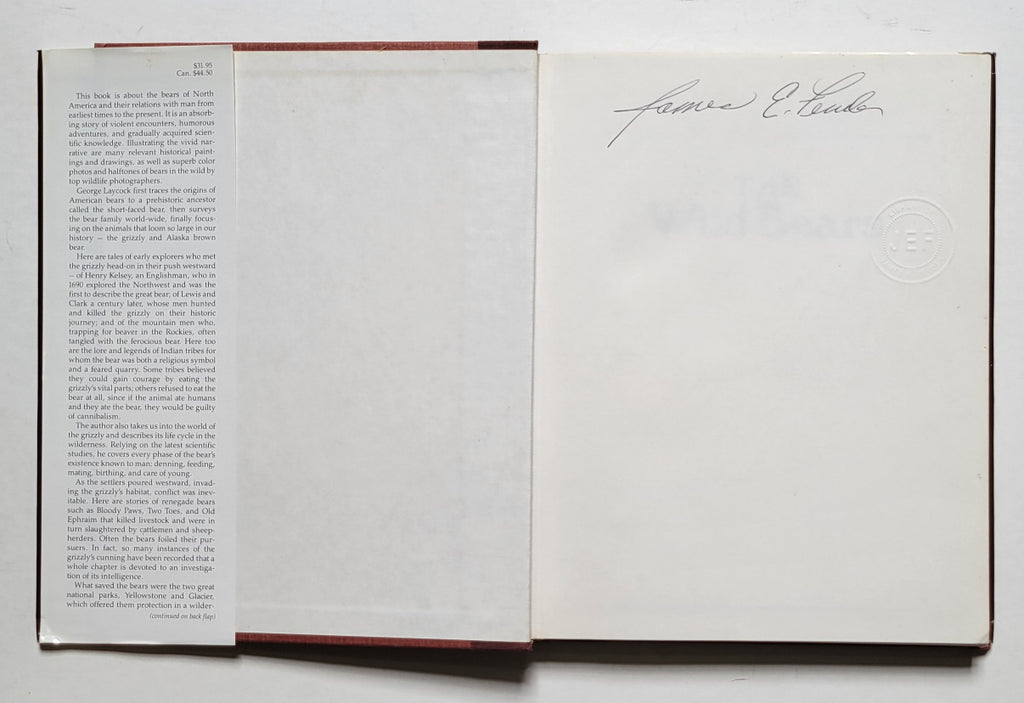 $31.95
Can. $44.50
This book is about the bears of North
America and their relations with man from
earliest times to the present. It is an absorb-
ing story of violent encounters, humorous
adventures, and gradually acquired scien-
tific knowledge. Illustrating the vivid nar-
rative are many relevant historical paint-
ings and drawings, as well as superb color
photos and halftones of bears in the wild by
top wildlife photographers.
George Laycock first traces the origins of
American bears to a prehistoric ancestor
called the short-faced bear, then surveys
the bear family world-wide, finally focus-
ing on the animals that loom so large in our
history — the grizzly and Alaska brown
bear.
Here are tales of early explorers who met
the grizzly head-on in their push westward
— of Henry Kelsey, an Englishman, who in
1690 explored the Northwest and was the
first to describe the great bear; of Lewis and
Clark a century later, whose men hunted
and killed the grizzly on their historic
journey; and of the mountain men who,
trapping for beaver in the Rockies, often
tangled with the ferocious bear. Here too
are the lore and legends of Indian tribes for
whom the bear was both a religious symbol
and a feared quarry. Some tribes believed
they could gain courage by eating the
grizzly's vital parts; others refused to eat the
bear at all, since if the animal ate humans
and they ate the bear, they would be guilty
of cannibalism.
The author also takes us into the world of
the grizzly and describes its life cycle in the
wilderness. Relying on the latest scientific
studies, he covers every phase of the bear's
existence known to man: denning, feeding,
mating, birthing, and care of young.
As the settlers poured westward, invad-
ing the grizzly's habitat, conflict was inev-
itable. Here are stories of renegade bears
such as Bloody Paws, Two Toes, and Old
Ephraim that killed livestock and were in
turn slaughtered by cattlemen and sheep-
herders. Often the bears foiled their pur-
suers. In fact, so many instances of the
grizzly's cunning have been recorded that a
whole chapter is devoted to an investiga-
tion of its intelligence.
What saved the bears were the two great
national parks, Yellowstone and Glacier,
which offered them protection in a wilder-
(continued on back flap)
James E.
JEF